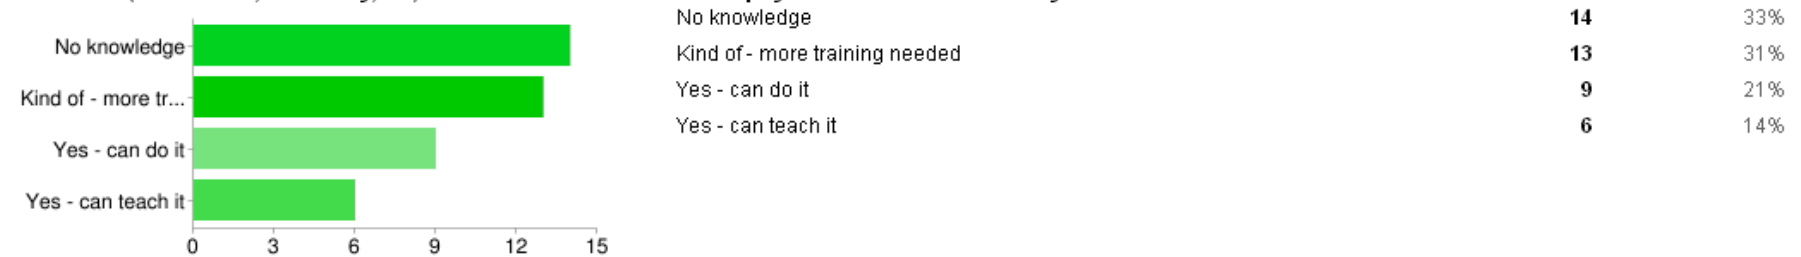 No knowledge
Kind of - more tr...
Yes - can do it
Yes - can teach it
0 3 6 9 12 15
No knowledge 14 33%
Kind of - more training needed 13 31%
Yes - can do it 9 21%
Yes - can teach it 6 14%